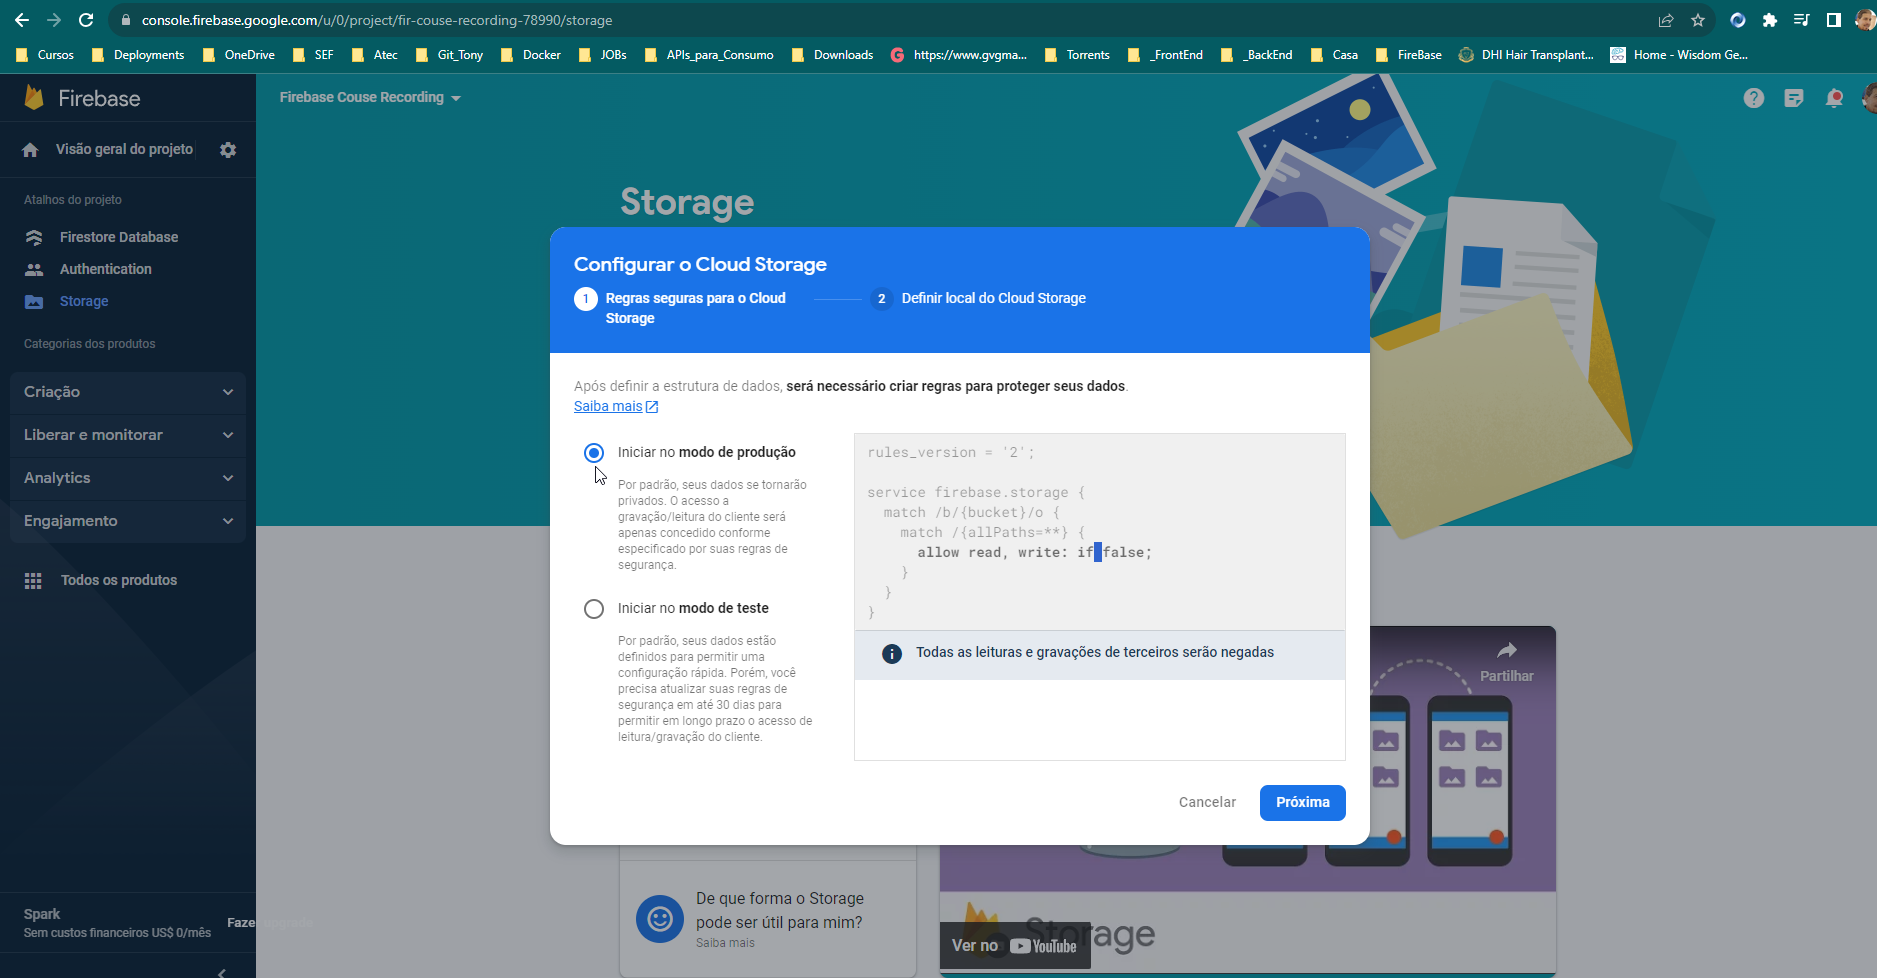 console.firebase.google.com/u/0/project/fir-couse-recording-78990/storage
Cursos
Deployments
OneDrive
SEF
Atec
Git_Tony
Docker
JOBs
APIs_para_Consumo
Downloads
https://www.gvgma...
Torrents
_FrontEnd
_BackEnd
Casa
FireBase
DHI Hair Transplant...
Home - Wisdom Ge...
Firebase
Firebase Couse Recording
Visão geral do projeto
Atalhos do projeto
Firestore Database
Authentication
Storage
Categorias dos produtos
Criação
Liberar e monitorar
Analytics
Engajamento
Todos os produtos
Spark
Sem custos financeiros US$ 0/mês
Fazer upgrade
Storage
Configurar o Cloud Storage
1 Regras seguras para o Cloud
Storage
2 Definir local do Cloud Storage
Após definir a estrutura de dados, será necessário criar regras para proteger seus dados.
Saiba mais
Iniciar no modo de produção
Por padrão, seus dados se tornarão
privados. O acesso a
gravação/leitura do cliente será
apenas concedido conforme
especificado por suas regras de
segurança.
Iniciar no modo de teste
Por padrão, seus dados estão
definidos para permitir uma
configuração rápida. Porém, você
precisa atualizar suas regras de
segurança em até 30 dias para
permitir em longo prazo o acesso de
leitura/gravação do cliente.
rules_version = '2';
service firebase.storage {
match /b/{bucket}/o {
match /{allPaths=**} {
allow read, write: if false;
}
}
}
Todas as leituras e gravações de terceiros serão negadas
Cancelar
Próxima
Partilhar
De que forma o Storage
pode ser útil para mim?
Saiba mais
Storage
Ver no YouTube